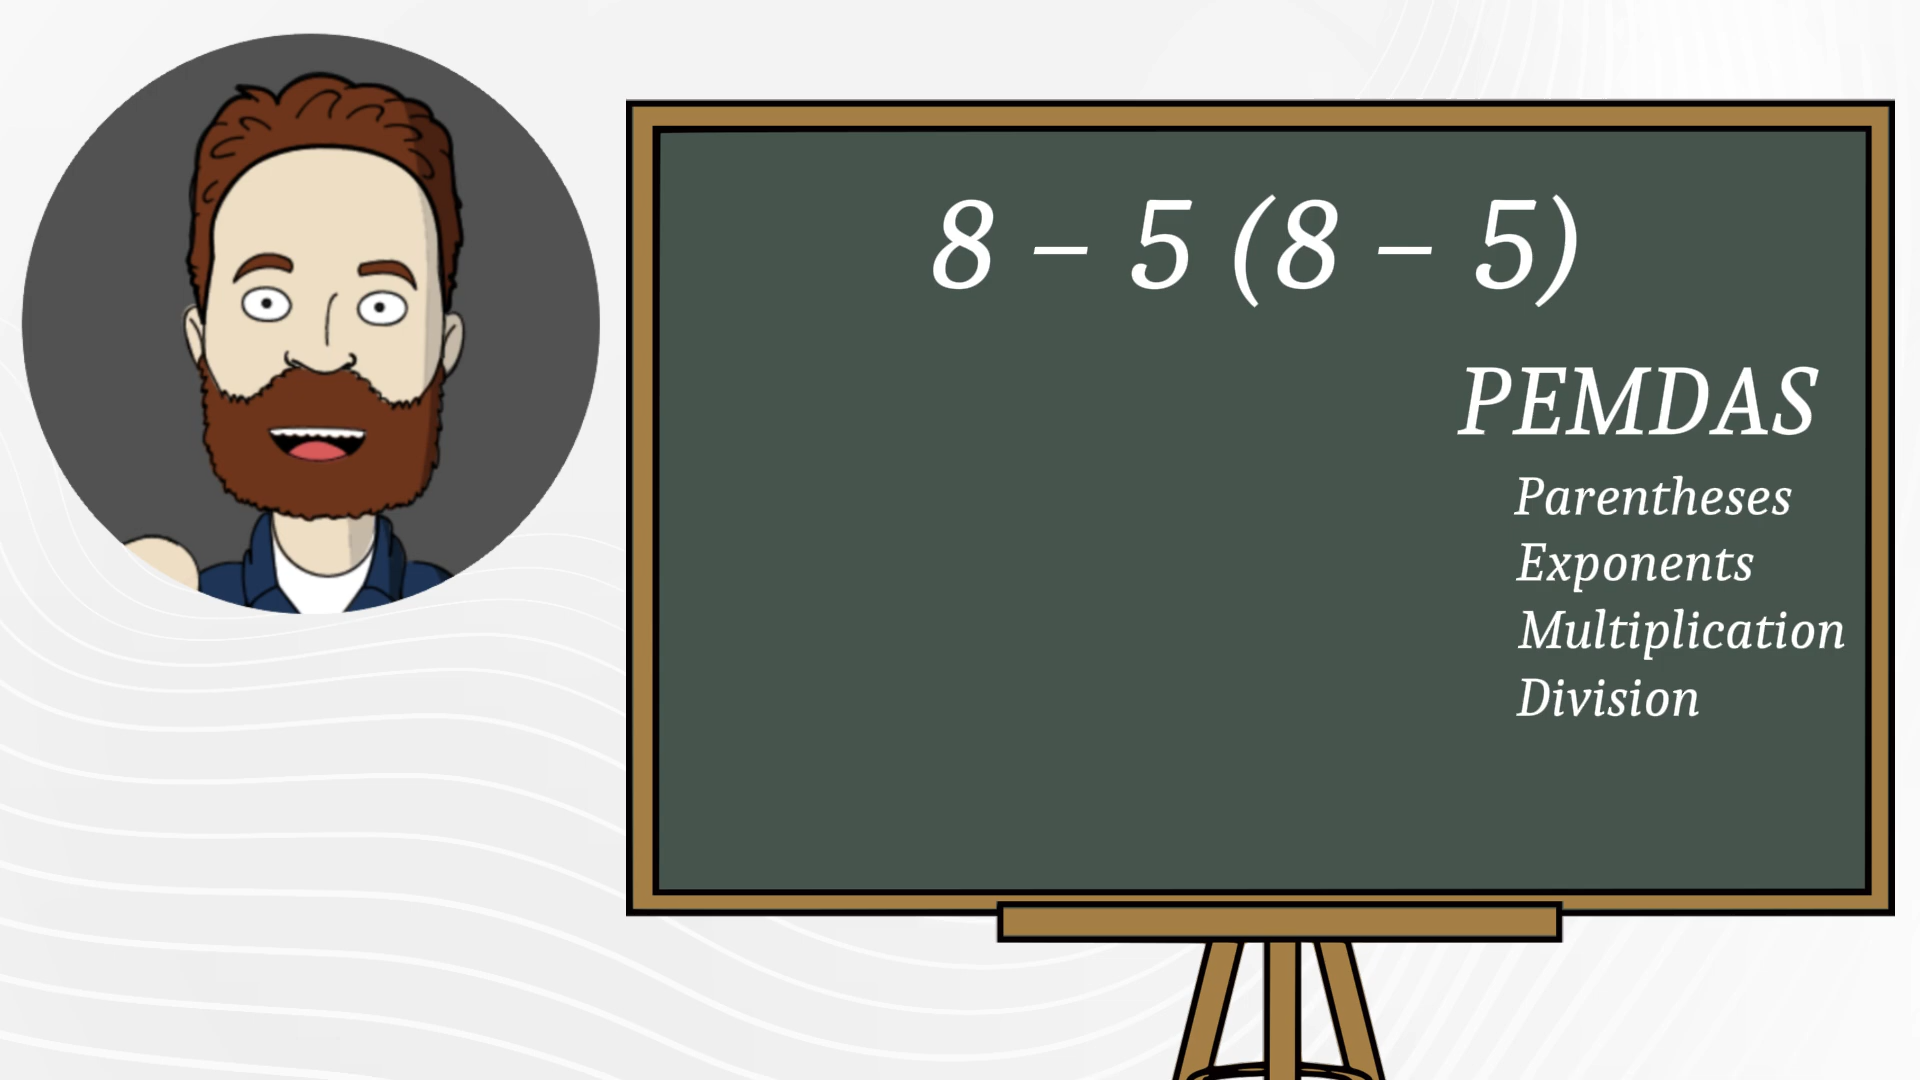 8 – 5 (8 – 5)
PEMDAS
Parentheses
Exponents
Multiplication
Division